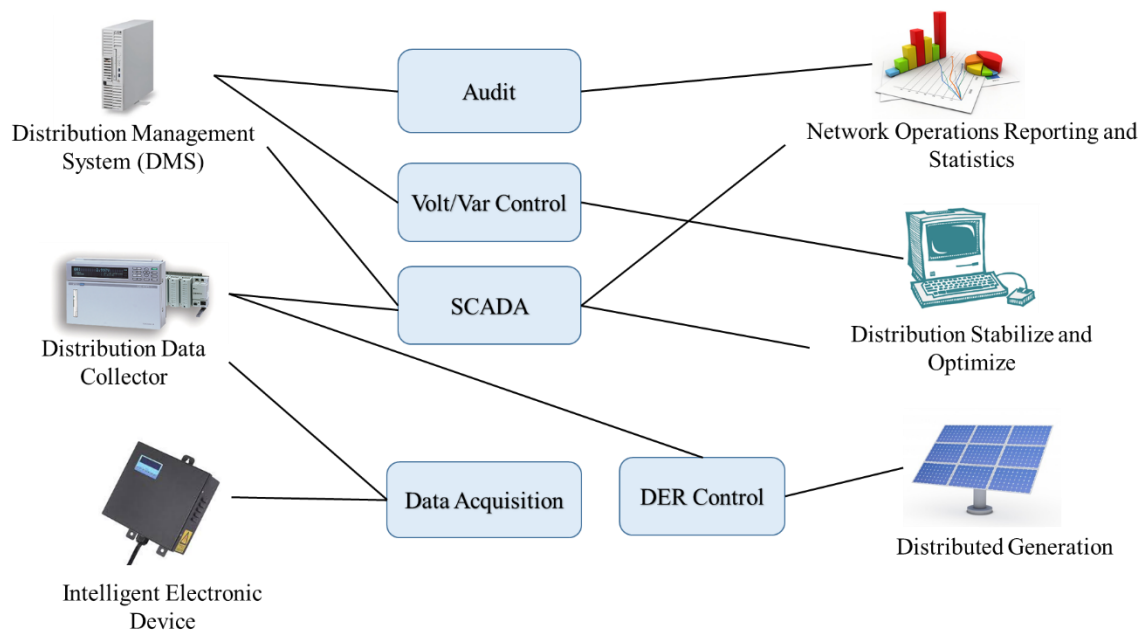 Audit
Distribution Management
System (DMS)
Network Operations Reporting and
Statistics
Volt/Var Control
SCADA
Distribution Data
Collector
Distribution Stabilize and
Optimize
Data Acquisition
DER Control
Distributed Generation
Intelligent Electronic
Device